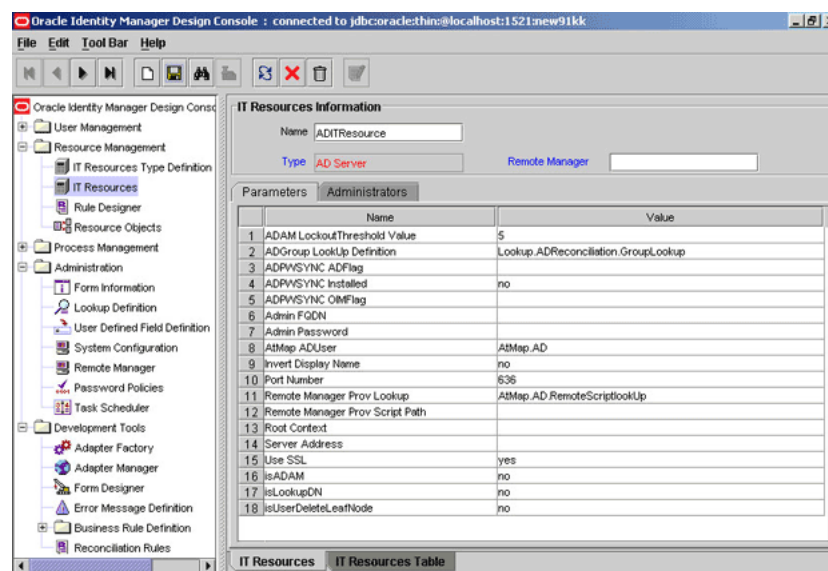 Oracle Identity Manager Design Console : connected to jdbc:oracle:thin:@localhost:1521:new91kk
File Edit Tool Bar Help
Oracle Identity Manager Design Conso
User Management
Resource Management
IT Resources Type Definition
IT Resources
Rule Designer
Resource Objects
Process Management
Administration
Form Information
Lookup Definition
User Defined Field Definition
System Configuration
Remote Manager
Password Policies
Task Scheduler
Development Tools
Adapter Factory
Adapter Manager
Form Designer
Error Message Definition
Business Rule Definition
Reconciliation Rules
IT Resources Information
Name ADITResource
Type AD Server Remote Manager
Parameters Administrators
Name Value
1 ADAM LockoutThreshold Value 5
2 ADGroup LookUp Definition Lookup.ADReconciliation.GroupLookup
3 ADPWSYNC ADFlag
4 ADPWSYNC Installed no
5 ADPWSYNC OIMFlag
6 Admin FQDN
7 Admin Password
8 AtMap ADUser AtMap.AD
9 Invert Display Name no
10 Port Number 636
11 Remote Manager Prov Lookup AtMap.AD.RemoteScriptlookUp
12 Remote Manager Prov Script Path
13 Root Context
14 Server Address
15 Use SSL yes
16 isADAM no
17 isLookupDN no
18 isUserDeleteLeafNode no
IT Resources IT Resources Table